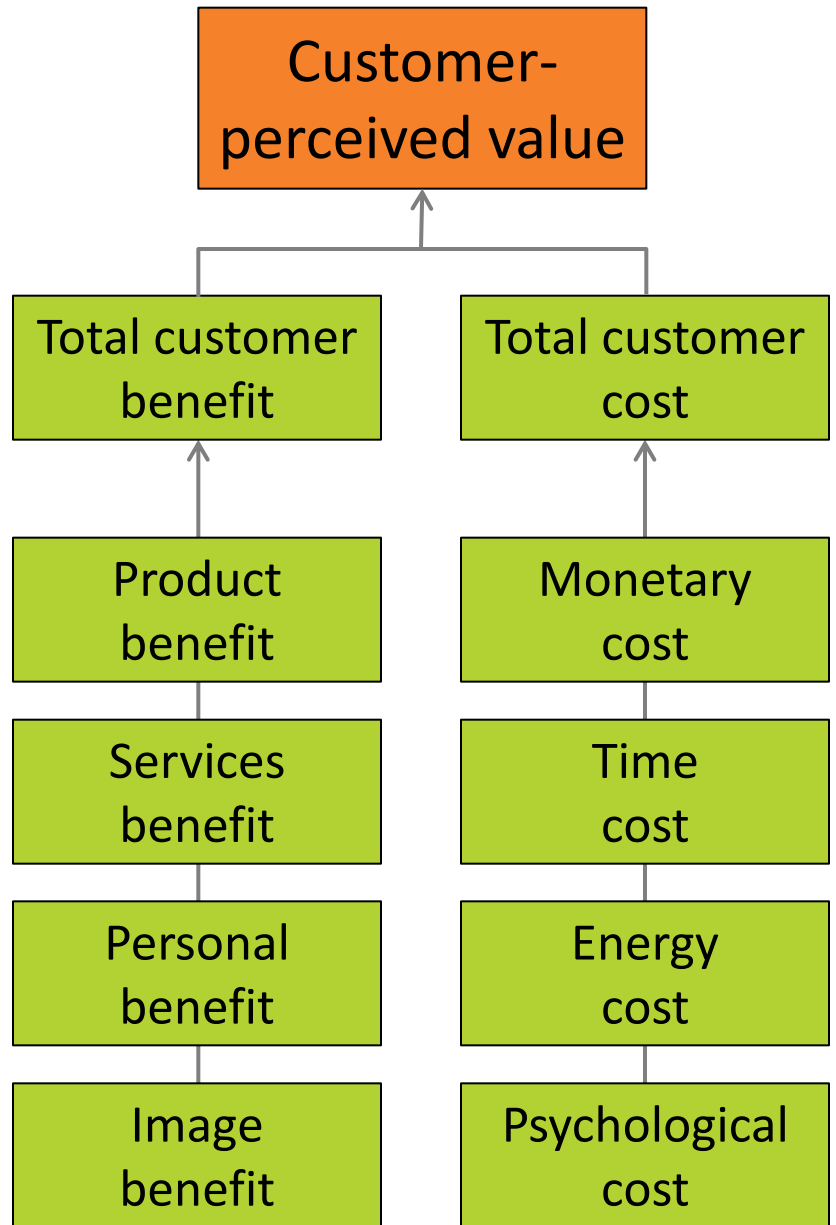 Customer-
perceived value
Total customer
benefit
Total customer
cost
Product
benefit
Monetary
cost
Services
benefit
Time
cost
Personal
benefit
Energy
cost
Image
benefit
Psychological
cost